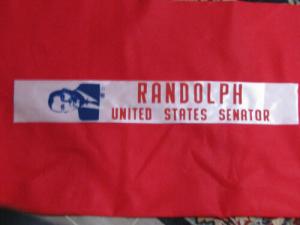 RANDOLPH
UNITED STATES SENATOR